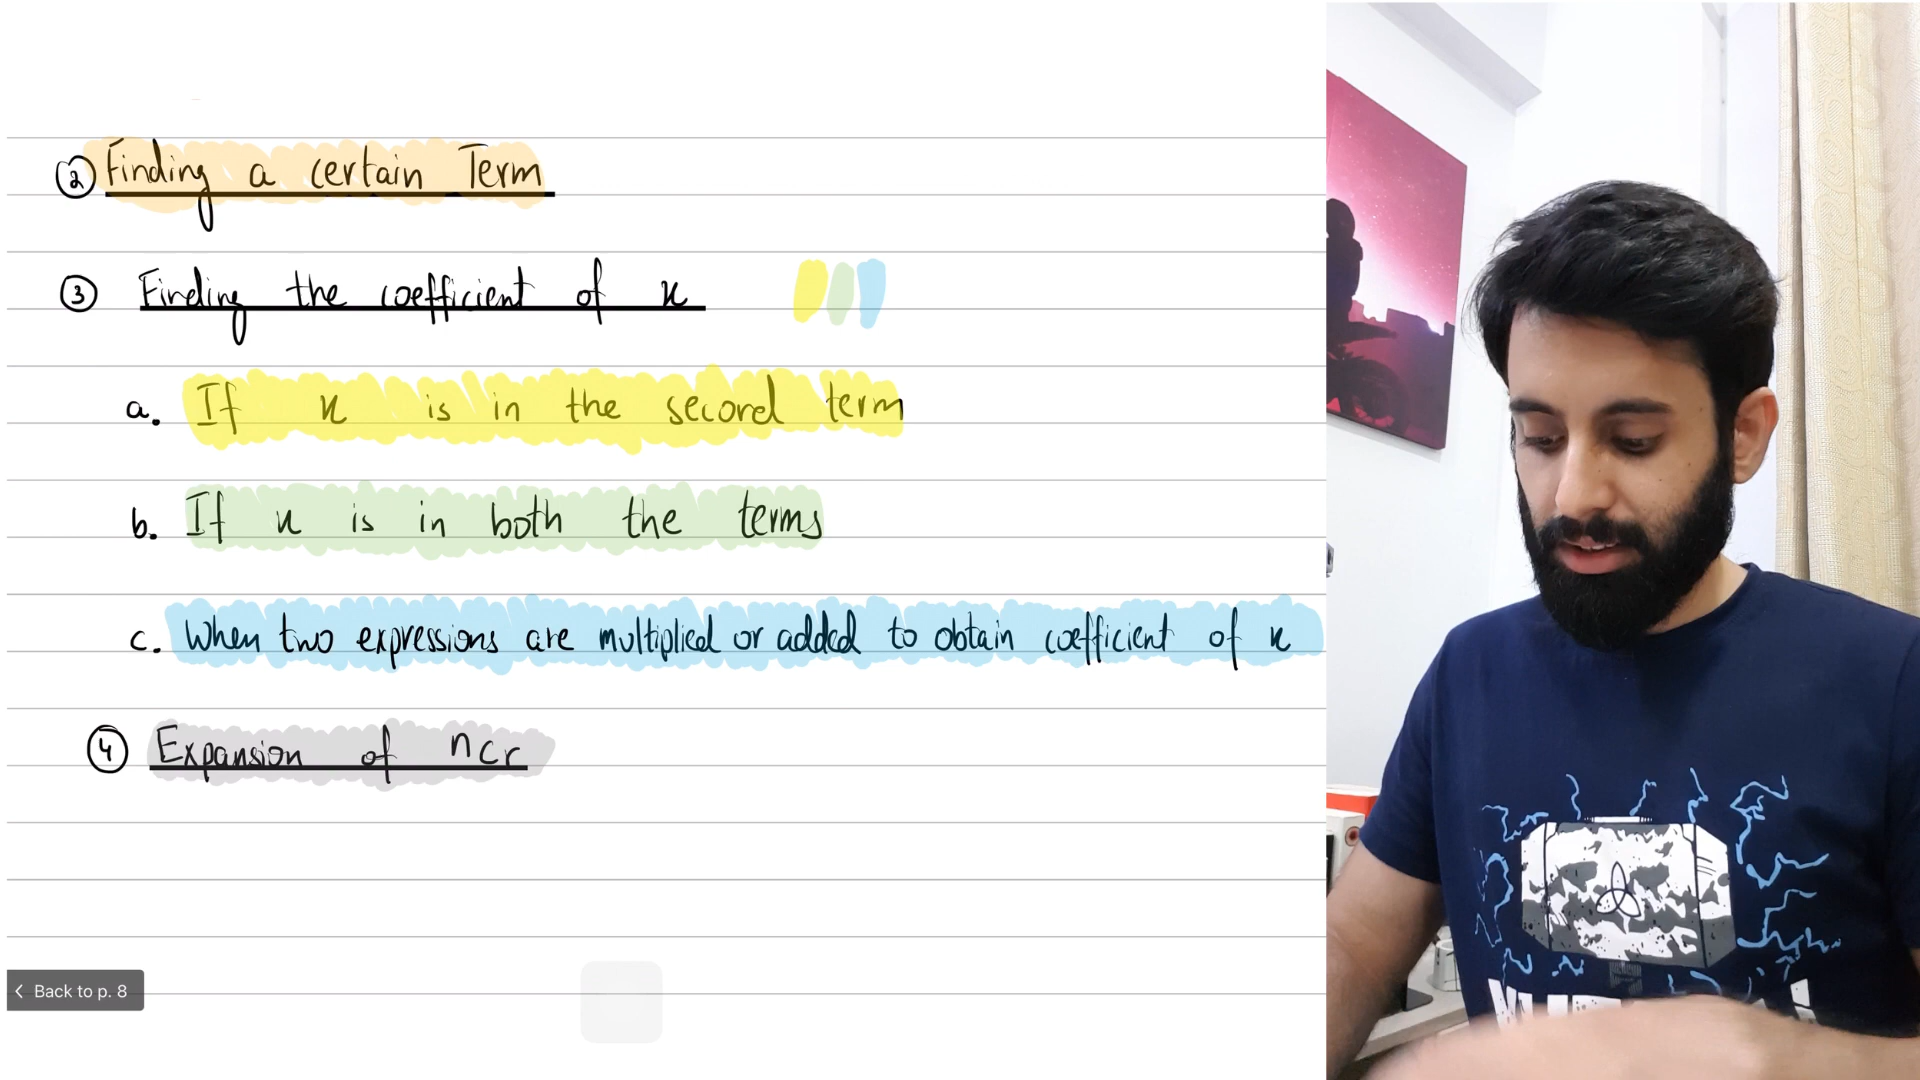 ② Finding a certain Term
③ Finding the coefficient of x
a. If x is in the second term
b. If x is in both the terms
c. When two expressions are multiplied or added to obtain coefficient of x
④ Expansion of ncr
Back to p. 8